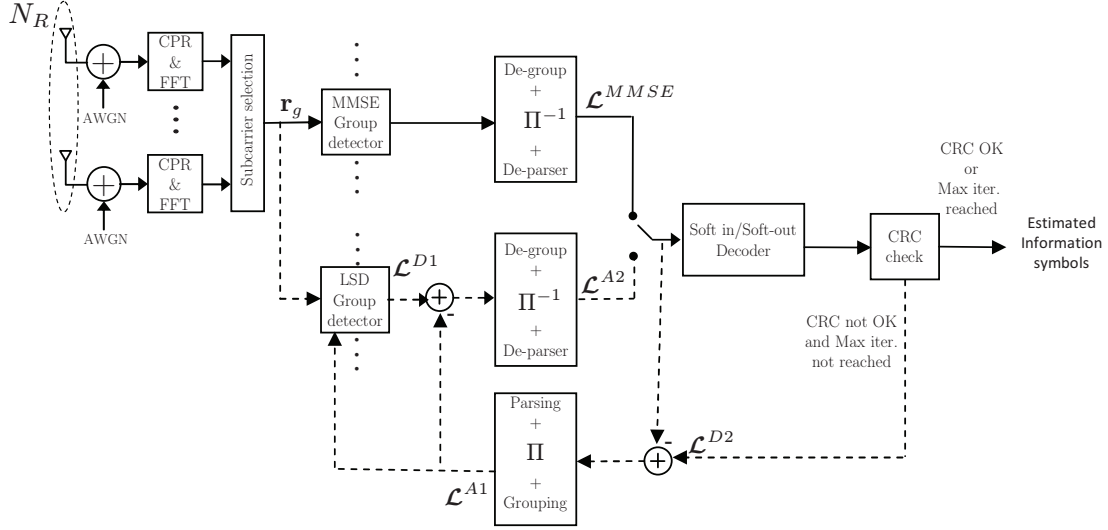 N_R
CPR
&
FFT
AWGN
CPR
&
FFT
AWGN
Subcarrier selection
r_g
MMSE
Group
detector
De-group
+
Π^{-1}
+
De-parser
𝓛^{MMSE}
LSD
Group
detector
𝓛^{D1}
+
-
De-group
+
Π^{-1}
+
De-parser
𝓛^{A2}
Soft in/Soft-out
Decoder
CRC
check
CRC OK
or
Max iter.
reached
Estimated
Information
symbols
CRC not OK
and Max iter.
not reached
Parsing
+
Π
+
Grouping
𝓛^{A1}
-
+
𝓛^{D2}